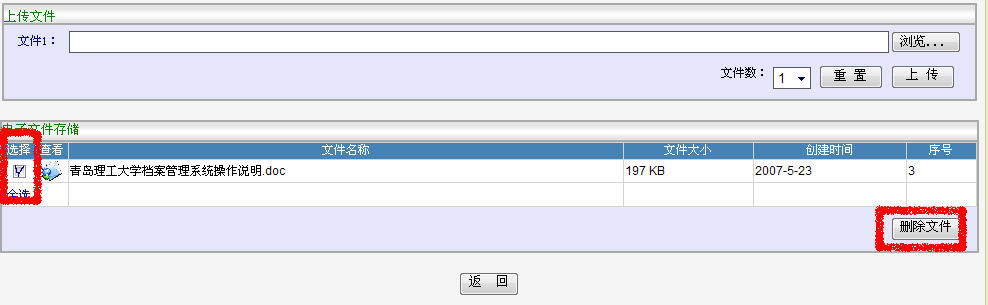 上传文件
文件1： 浏览...
文件数： 1 重 置 上 传
电子文件存储
选择 查看 文件名称 文件大小 创建时间 序号
青岛理工大学档案管理系统操作说明.doc 197 KB 2007-5-23 3
全选
删除文件
返 回